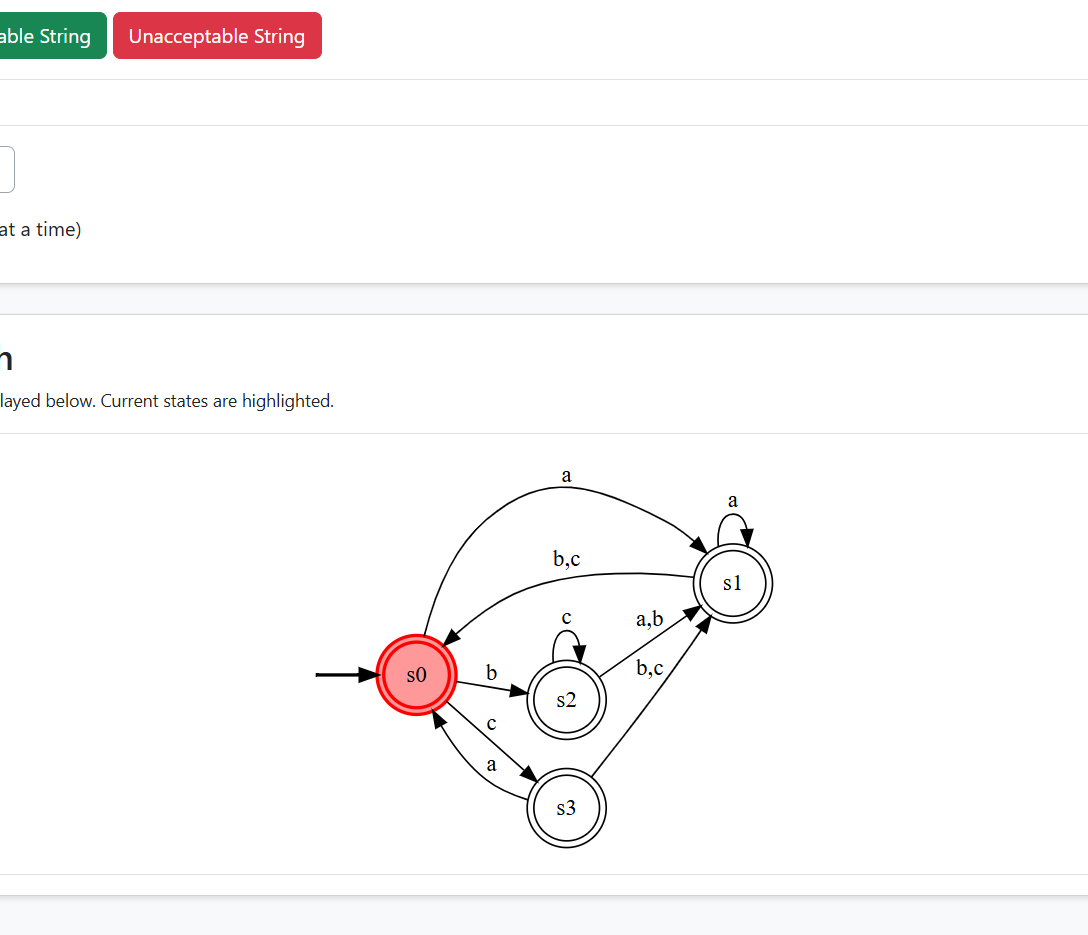 able String
Unacceptable String
at a time)
h
layed below. Current states are highlighted.
a
a
b,c
c
a,b
s1
b,c
s0
b
s2
c
a
s3